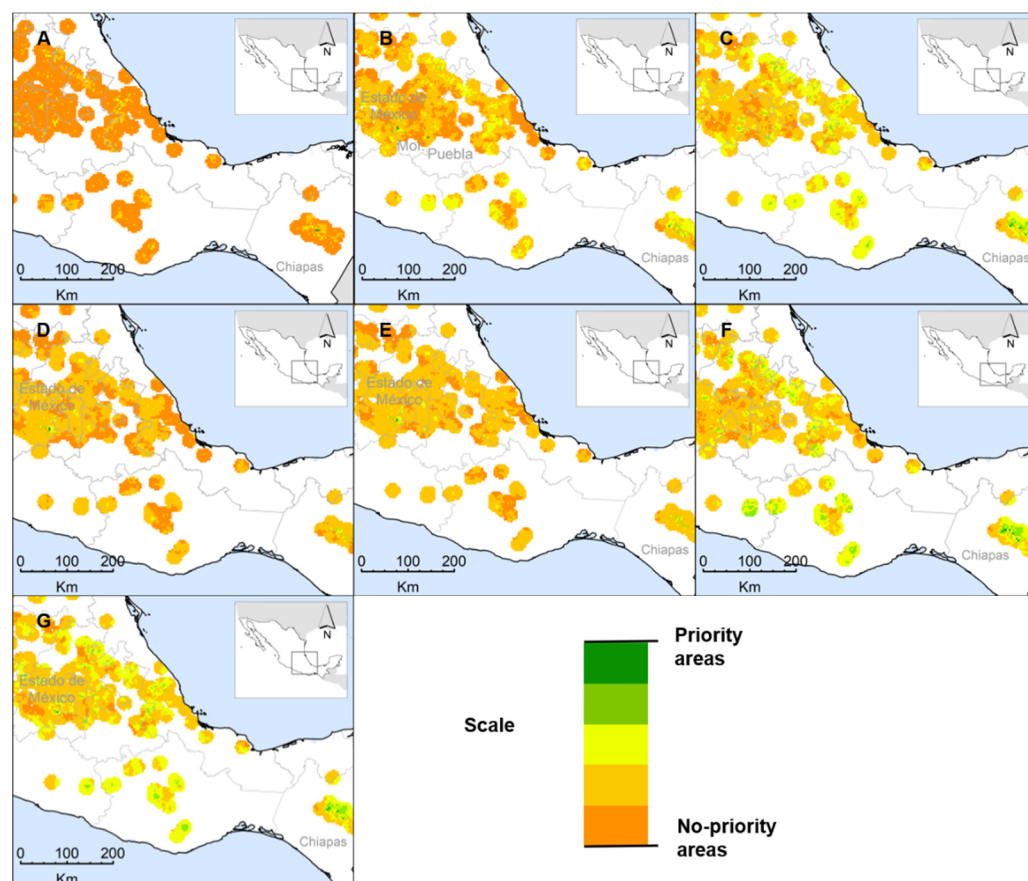 A
N
Chiapas
0 100 200
Km
B
N
Estado de
México
Mor.
Puebla
Chiapas
0 100 200
Km
C
N
Chiapas
0 100 200
Km
D
N
Estado de
México
0 100 200
Km
E
N
Estado de
México
Chiapas
0 100 200
Km
F
N
Chiapas
0 100 200
Km
G
N
Estado de
México
Chiapas
0 100 200
Km
Scale
Priority
areas
No-priority
areas